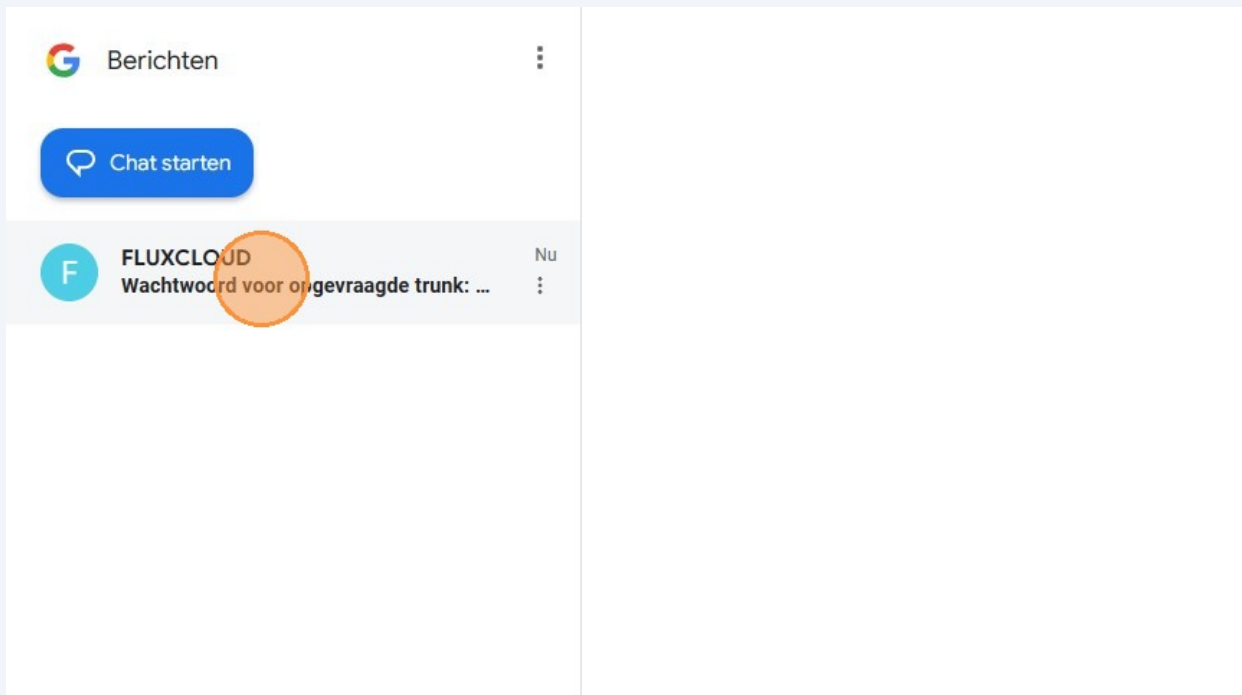 Berichten
Chat starten
F
FLUXCLOUD
Nu
Wachtwoord voor opgevraagde trunk: ...